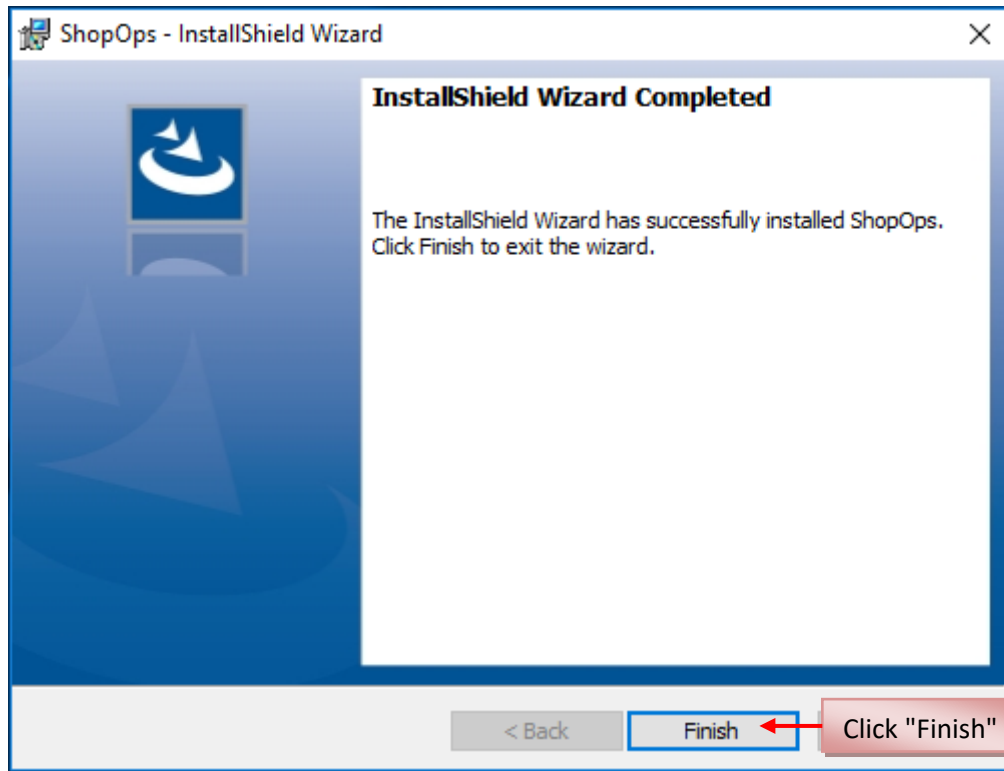 ShopOps - InstallShield Wizard
InstallShield Wizard Completed
The InstallShield Wizard has successfully installed ShopOps.
Click Finish to exit the wizard.
< Back
Finish
Click "Finish"